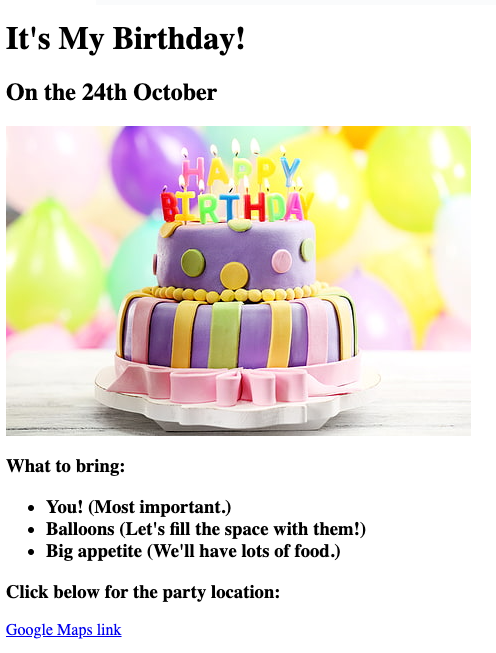 It's My Birthday!
On the 24th October
HAPPY
BIRTHDAY
What to bring:
You! (Most important.)
Balloons (Let's fill the space with them!)
Big appetite (We'll have lots of food.)
Click below for the party location:
Google Maps link